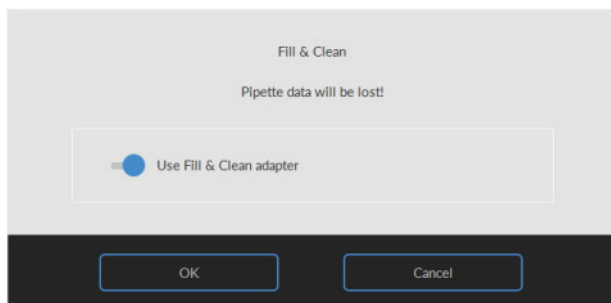 Fill & Clean
Pipette data will be lost!
Use Fill & Clean adapter
OK
Cancel